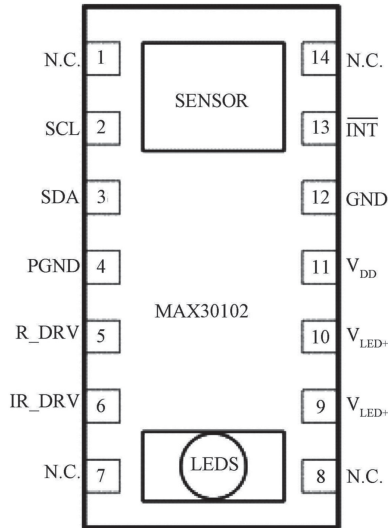 N.C. 1 14 N.C.
SENSOR
SCL 2 13 INT
SDA 3 12 GND
PGND 4 11 VDD
MAX30102
R_DRV 5 10 VLED+
IR_DRV 6 9 VLED+
LEDS
N.C. 7 8 N.C.